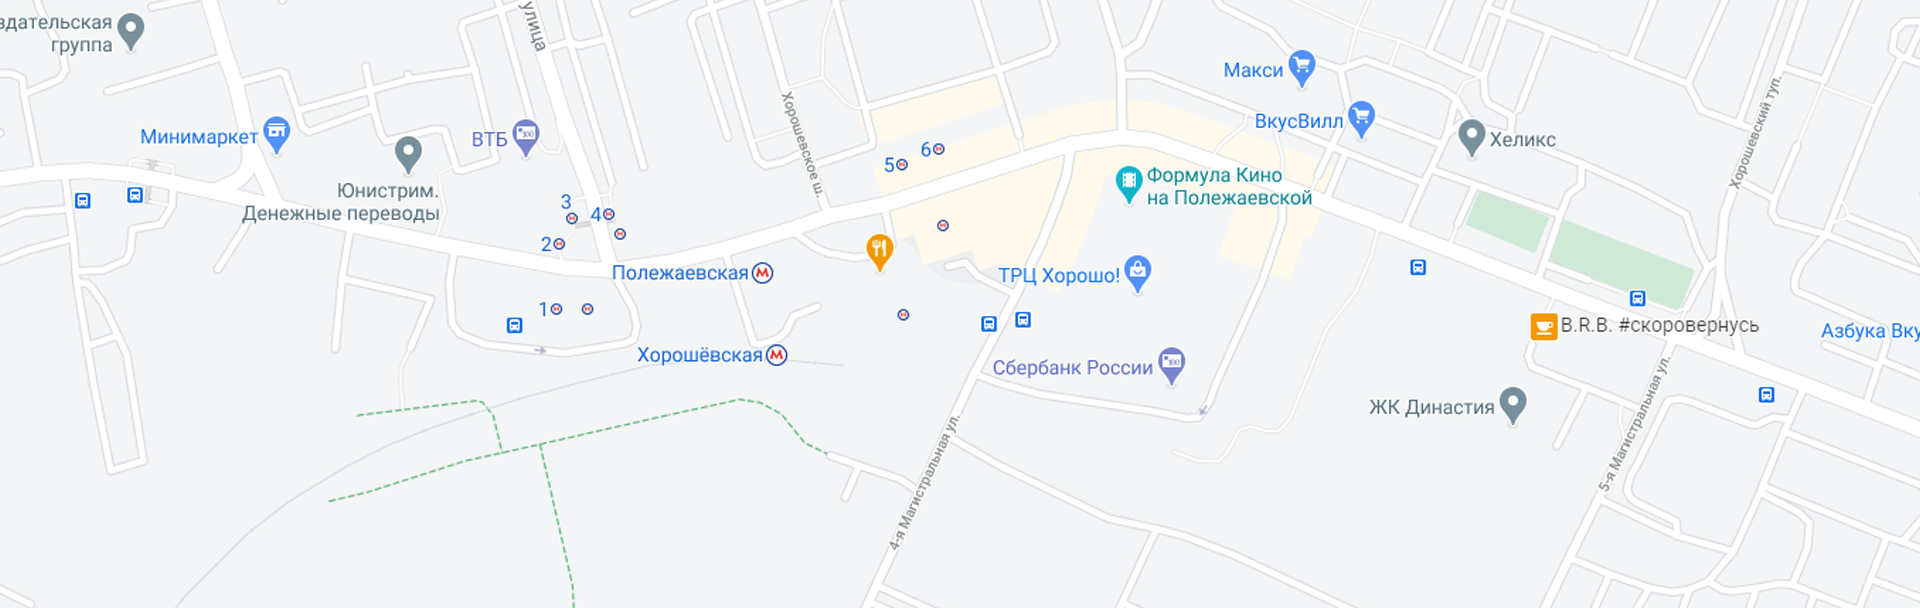 здательская
группа
улица
Макси
Минимаркет
ВТБ
ВкусВилл
Хеликс
Хорошевское ш.
Хорошевский туп.
5
6
Юнистрим.
Денежные переводы
Формула Кино
на Полежаевской
3
4
2
Полежаевская
ТРЦ Хорошо!
1
B.R.B. #скоровернусь
Азбука Вку
Хорошёвская
Сбербанк России
ЖК Династия
4-я Магистральная ул.
5-я Магистральная ул.